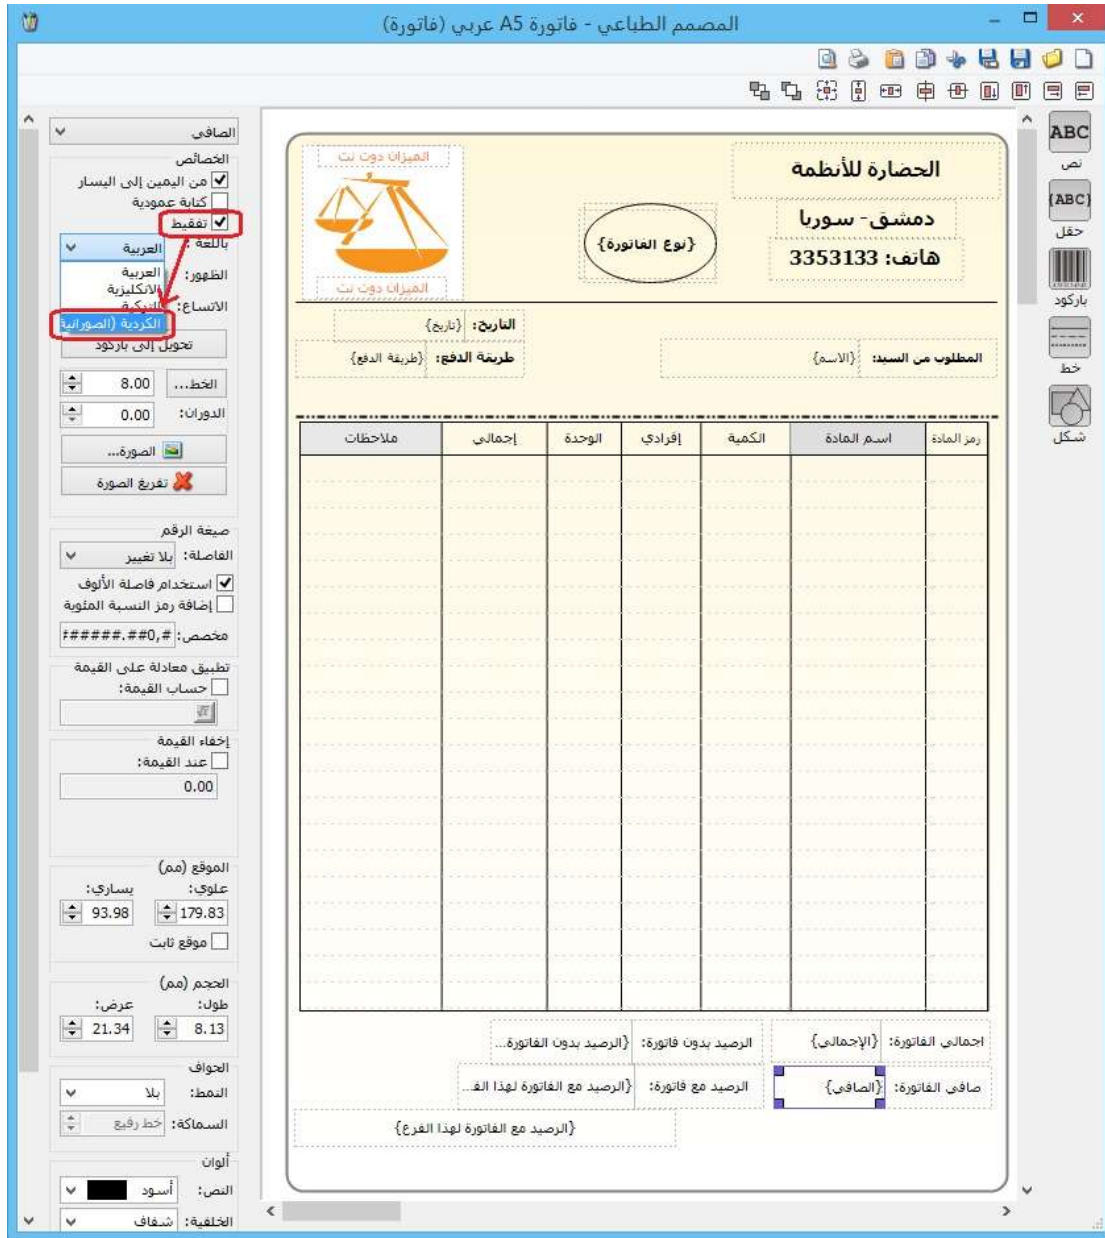 المصمم الطباعي - فاتورة A5 عربي (فاتورة)
ABC
نص
{ABC}
حقل
باركود
خط
شكل
الحضارة للأنظمة
دمشق- سوريا
هاتف: 3353133
{نوع الفاتورة}
الميزان دوت نت
الميزان دوت نت
التاريخ: {تاريخ}
المطلوب من السيد: {الاسم}
طريقة الدفع: {طريقة الدفع}
رمز المادة اسم المادة الكمية إفرادي الوحدة إجمالي ملاحظات
اجمالي الفاتورة: {الإجمالي} الرصيد بدون فاتورة: {الرصيد بدون الفاتورة...
صافي الفاتورة: {الصافي} الرصيد مع فاتورة: {الرصيد مع الفاتورة لهذا الف...
{الرصيد مع الفاتورة لهذا الفرع}
الصافي
الخصائص
من اليمين إلى اليسار
كتابة عمودية
تفقيط
باللغة : العربية
العربية
الانكليزية
التركية
الكردية (الصورانية
الظهور:
الاتساع:
تحويل إلى باركود
الخط... 8.00
الدوران: 0.00
الصورة...
تفريغ الصورة
صيغة الرقم
الفاصلة: بلا تغيير
استخدام فاصلة الألوف
إضافة رمز النسبة المئوية
مخصص: #,##0.######
تطبيق معادلة على القيمة
حساب القيمة:
إخفاء القيمة
عند القيمة:
0.00
الموقع (مم)
علوي: يساري:
179.83 93.98
موقع ثابت
الحجم (مم)
طول: عرض:
8.13 21.34
الحواف
النمط: بلا
السماكة: خط رفيع
ألوان
النص: أسود
الخلفية: شفاف